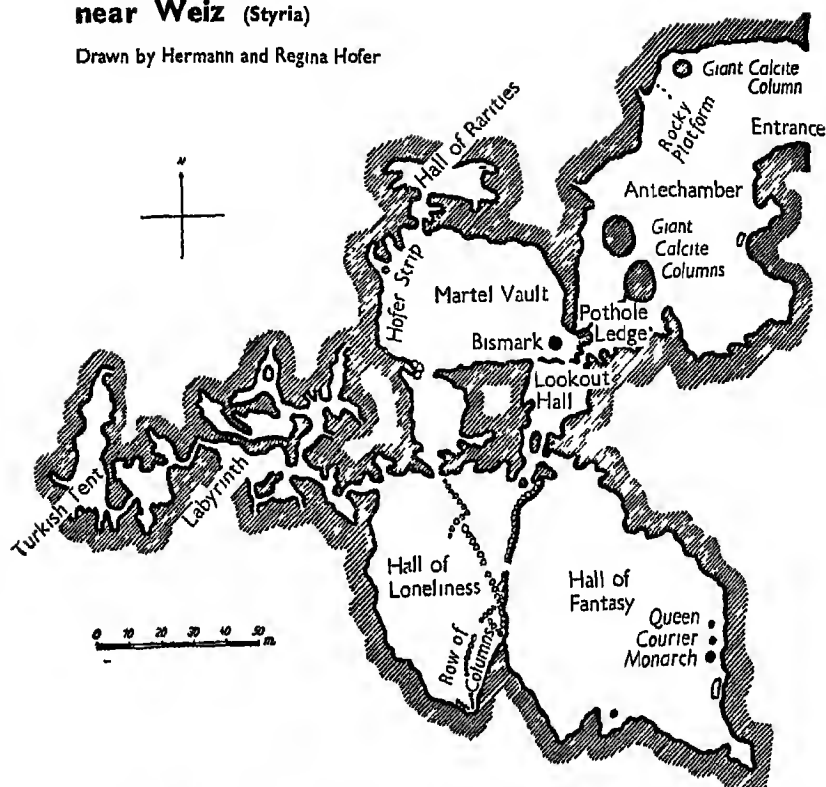 near Weiz (Styria)
Drawn by Hermann and Regina Hofer
Giant Calcite
Column
Rocky
Platform
Entrance
Hall of Rarities
N
Antechamber
Giant
Calcite
Columns
Hofer Strip
Martel Vault
Pothole
Ledge
Bismark
Lookout
Hall
Turkish Tent
Labyrinth
Hall of
Loneliness
Hall of
Fantasy
Queen
Courier
Monarch
Row of
Columns
0 10 20 30 40 50
m.